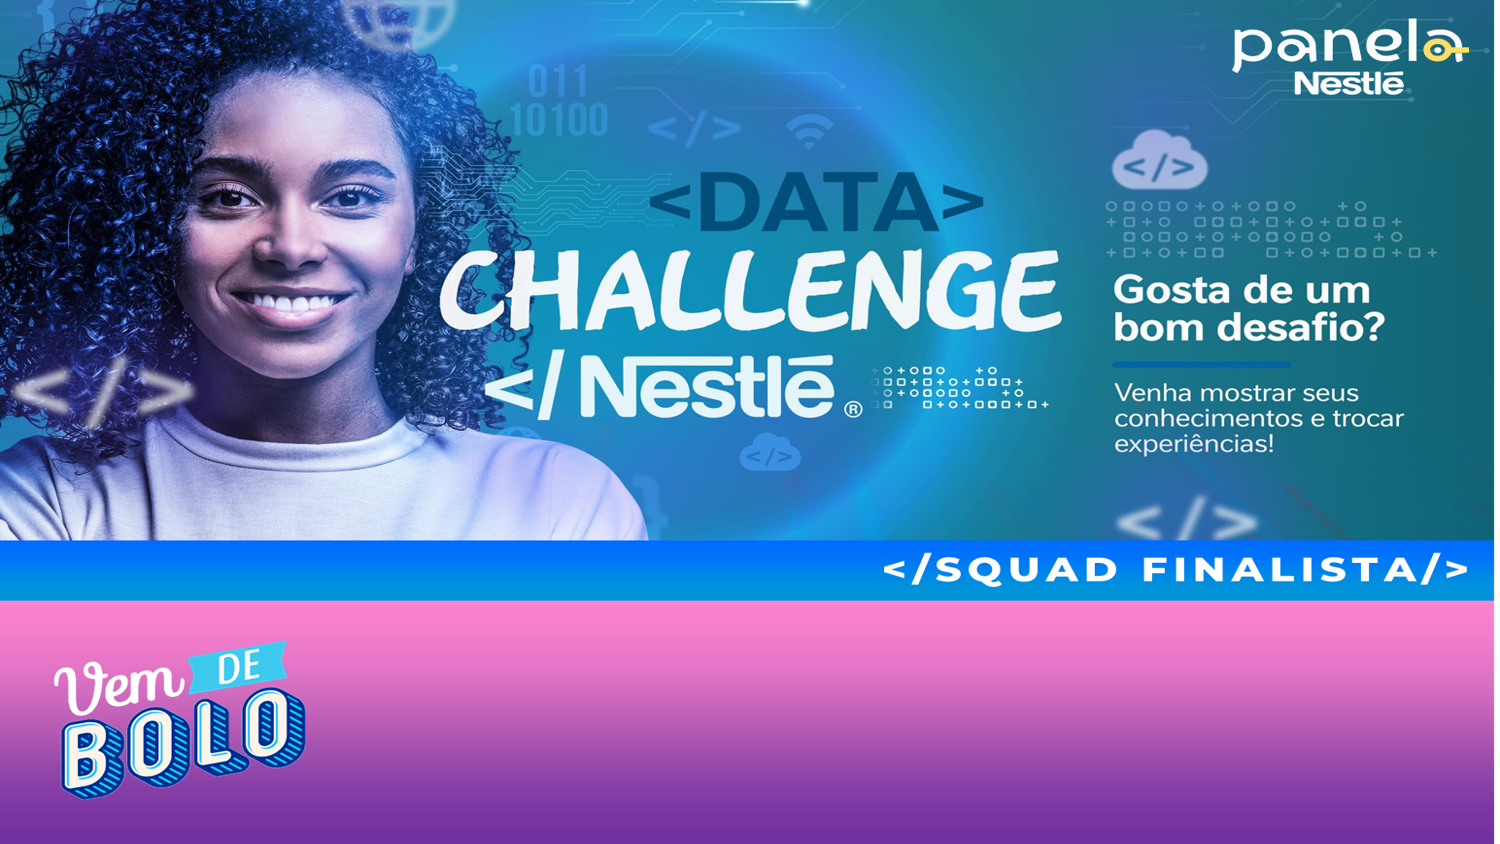 panela
Nestlé
011
10100
</>
</>
<DATA>
CHALLENGE
</Nestlé®
Gosta de um
bom desafio?
Venha mostrar seus
conhecimentos e trocar
experiências!
</>
</>
</>
</SQUAD FINALISTA/>
Vem DE
BOLO